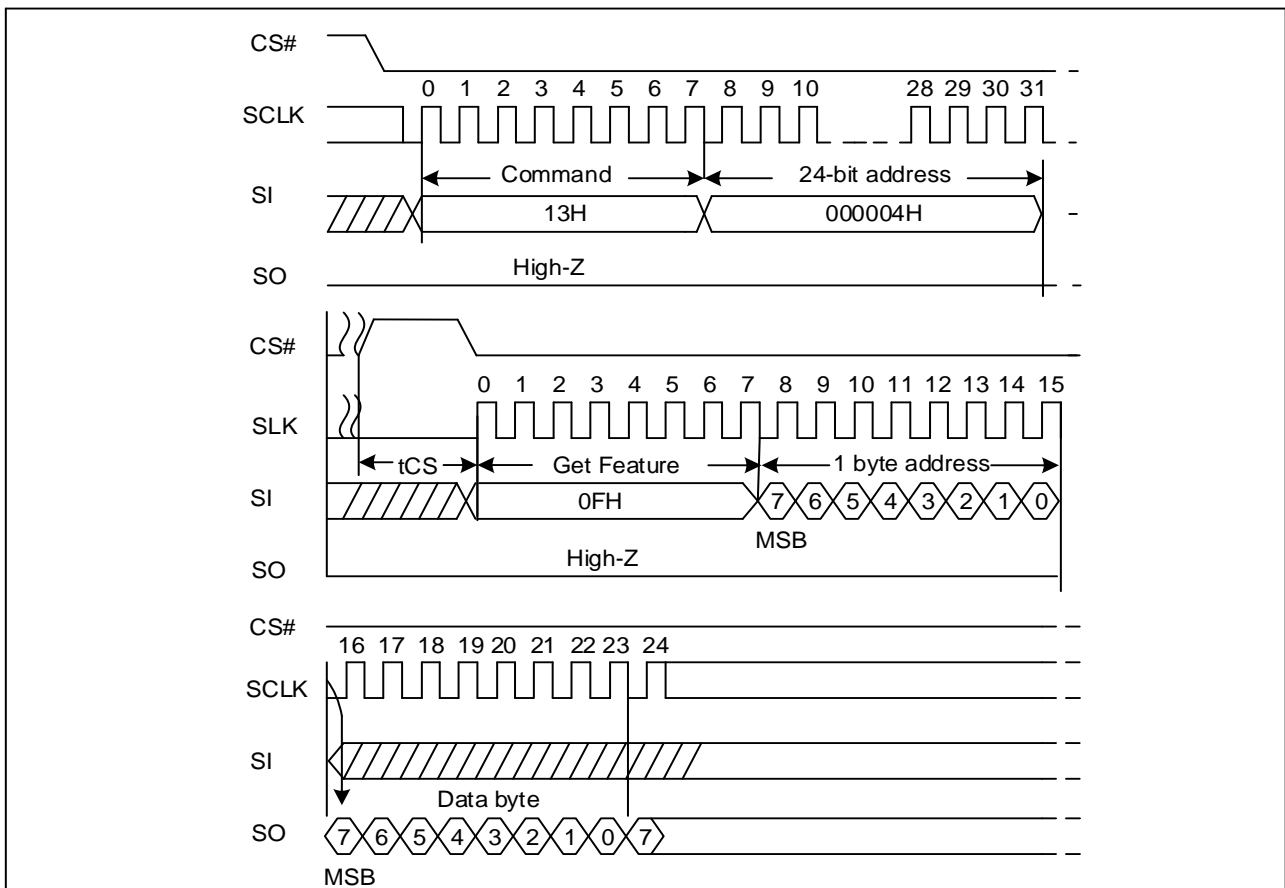 CS#
0 1 2 3 4 5 6 7 8 9 10 28 29 30 31
SCLK
Command 24-bit address
SI
13H 000004H
High-Z
SO
CS#
0 1 2 3 4 5 6 7 8 9 10 11 12 13 14 15
SLK
tCS Get Feature 1 byte address
SI
0FH 7 6 5 4 3 2 1 0
MSB
High-Z
SO
CS#
16 17 18 19 20 21 22 23 24
SCLK
SI
Data byte
SO 7 6 5 4 3 2 1 0 7
MSB